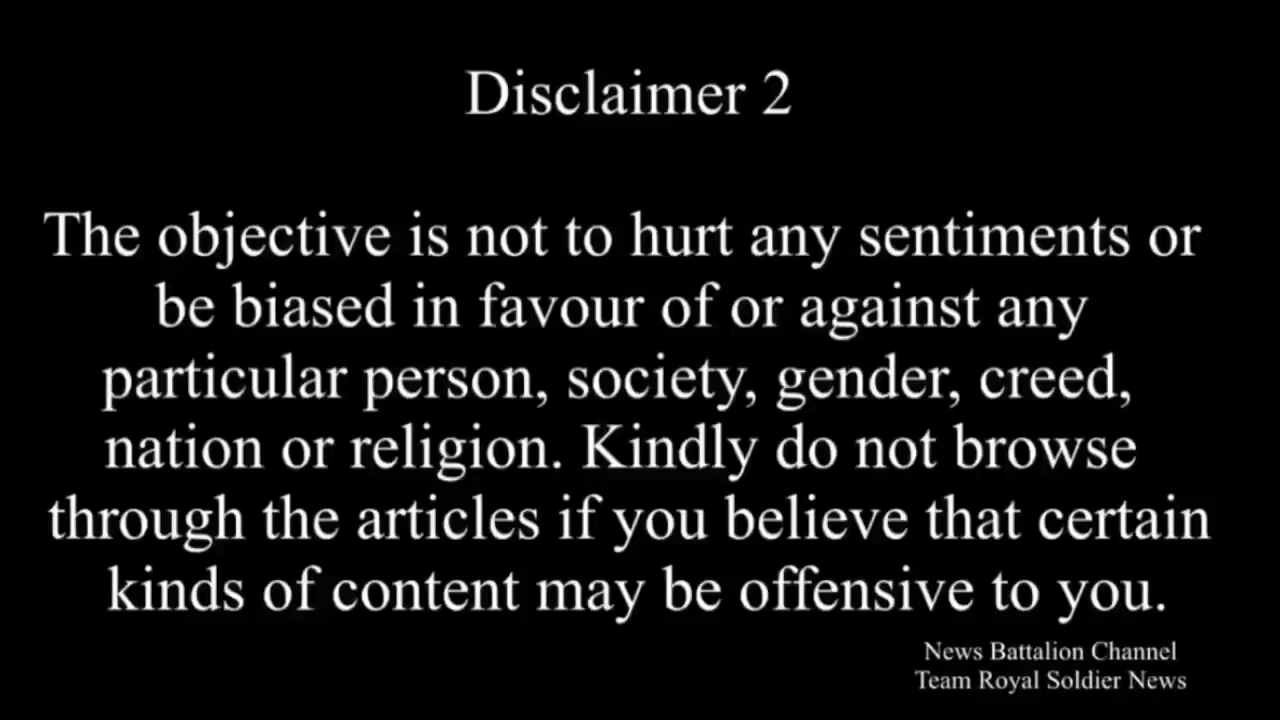 Disclaimer 2
The objective is not to hurt any sentiments or
be biased in favour of or against any
particular person, society, gender, creed,
nation or religion. Kindly do not browse
through the articles if you believe that certain
kinds of content may be offensive to you.
News Battalion Channel
Team Royal Soldier News